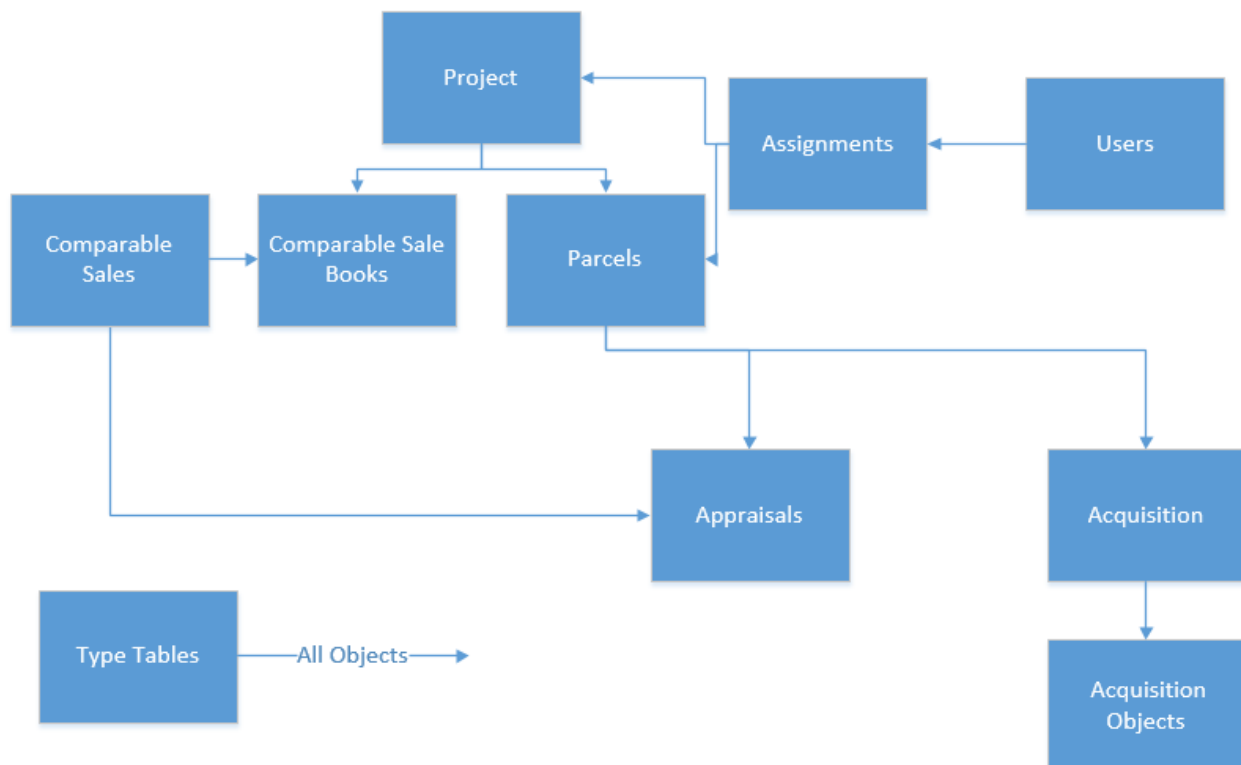 Project
Assignments
Users
Comparable
Sales
Comparable Sale
Books
Parcels
Appraisals
Acquisition
Type Tables
All Objects
Acquisition
Objects